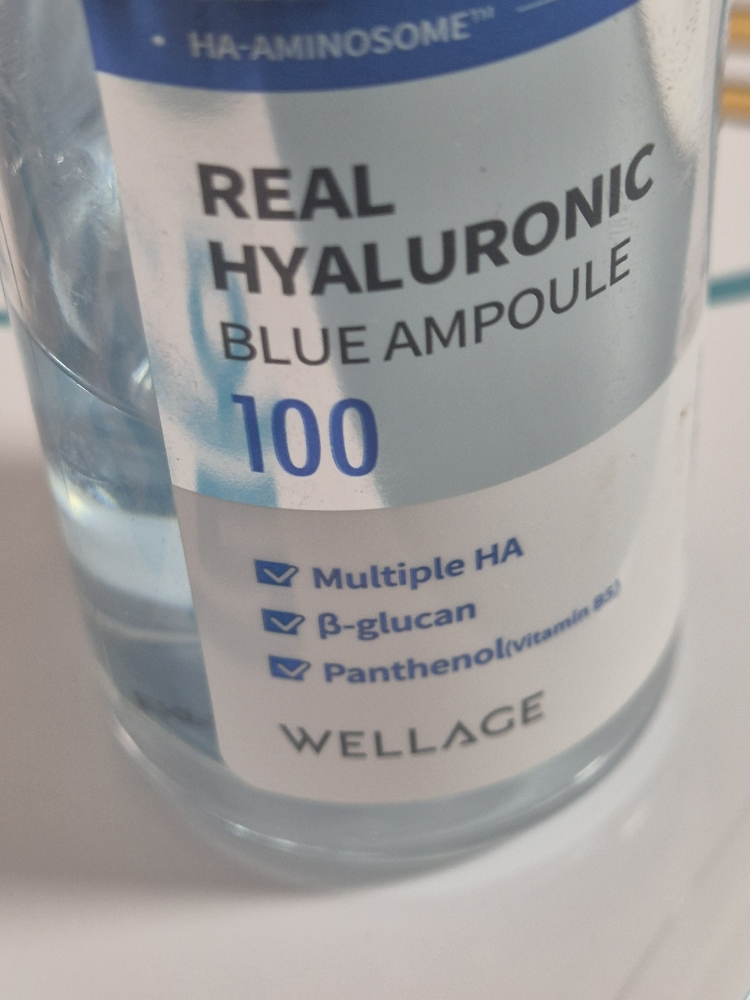 • HA-AMINOSOME™
REAL
HYALURONIC
BLUE AMPOULE
100
Multiple HA
β-glucan
Panthenol(Vitamin B5)
WELLAGE